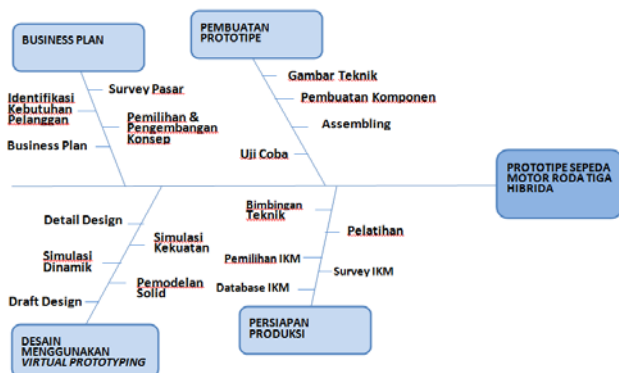 BUSINESS PLAN
PEMBUATAN
PROTOTIPE
Survey Pasar
Identifikasi
Kebutuhan
Pelanggan
Pemilihan &
Pengembangan
Konsep
Business Plan
Gambar Teknik
Pembuatan Komponen
Assembling
Uji Coba
PROTOTIPE SEPEDA
MOTOR RODA TIGA
HIBRIDA
Detail Design
Simulasi
Kekuatan
Simulasi
Dinamik
Pemodelan
Solid
Draft Design
Bimbingan
Teknik
Pelatihan
Pemilihan IKM
Survey IKM
Database IKM
DESAIN
MENGGUNAKAN
VIRTUAL PROTOTYPING
PERSIAPAN
PRODUKSI